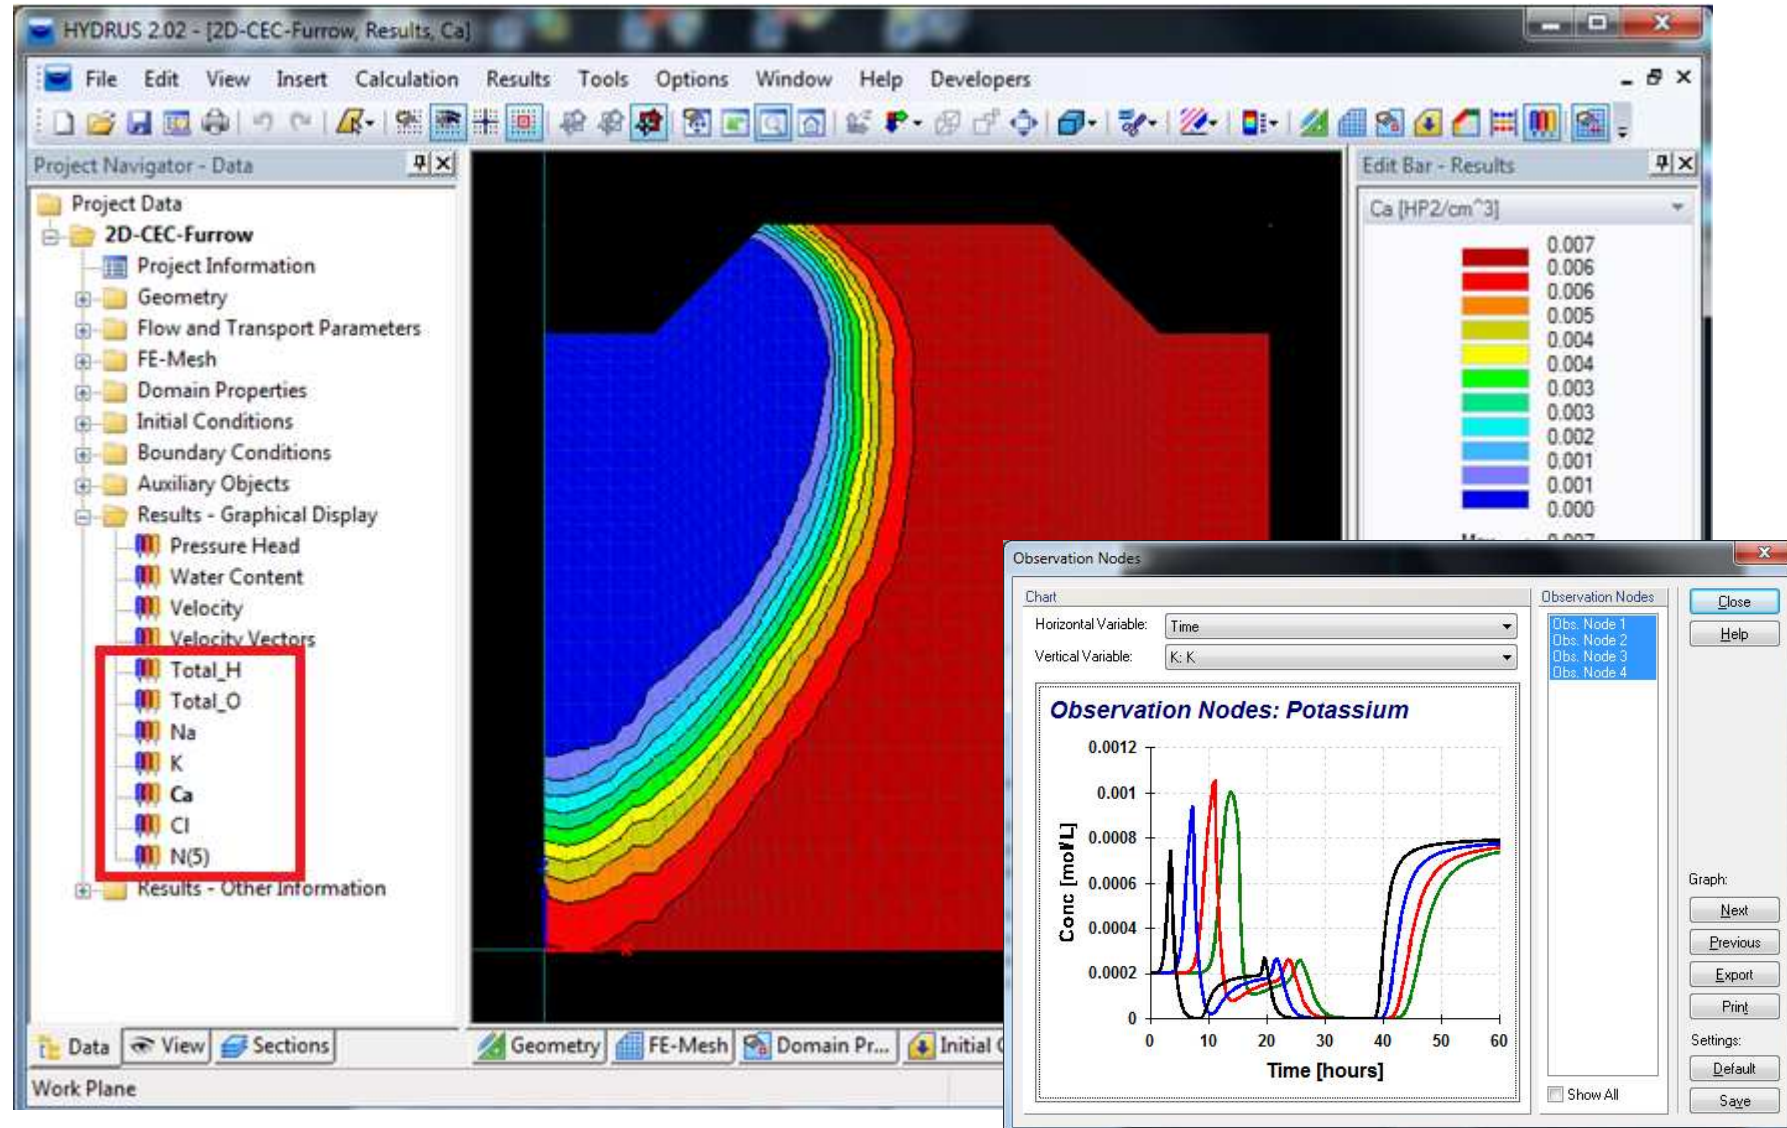 HYDRUS 2.02 - [2D-CEC-Furrow, Results, Ca]
File Edit View Insert Calculation Results Tools Options Window Help Developers
Project Navigator - Data
Project Data
2D-CEC-Furrow
Project Information
Geometry
Flow and Transport Parameters
FE-Mesh
Domain Properties
Initial Conditions
Boundary Conditions
Auxiliary Objects
Results - Graphical Display
Pressure Head
Water Content
Velocity
Velocity Vectors
Total_H
Total_O
Na
K
Ca
Cl
N(5)
Results - Other Information
Data View Sections
Work Plane
Geometry FE-Mesh Domain Pr... Initial
Edit Bar - Results
Ca [HP2/cm^3]
0.007
0.006
0.006
0.005
0.004
0.004
0.003
0.003
0.002
0.001
0.001
0.000
Observation Nodes
Chart
Horizontal Variable: Time
Vertical Variable: K: K
Observation Nodes: Potassium
0.0012
0.001
0.0008
0.0006
0.0004
0.0002
0
Conc [mol/L]
0 10 20 30 40 50 60
Time [hours]
Observation Nodes
Obs. Node 1
Obs. Node 2
Obs. Node 3
Obs. Node 4
Show All
Close
Help
Graph:
Next
Previous
Export
Print
Settings:
Default
Save